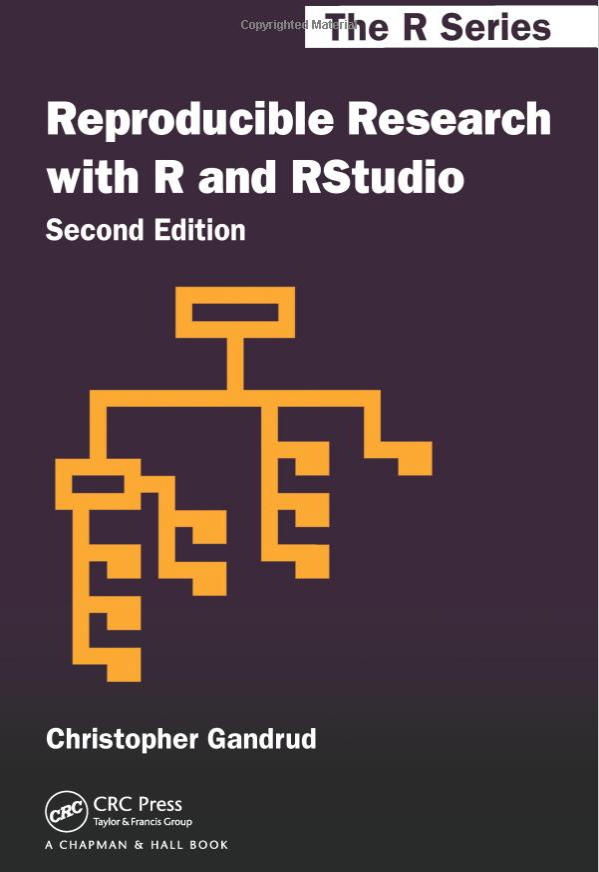 Copyrighted Material
The R Series
Reproducible Research
with R and RStudio
Second Edition
Christopher Gandrud
CRC
CRC Press
Taylor & Francis Group
A CHAPMAN & HALL BOOK